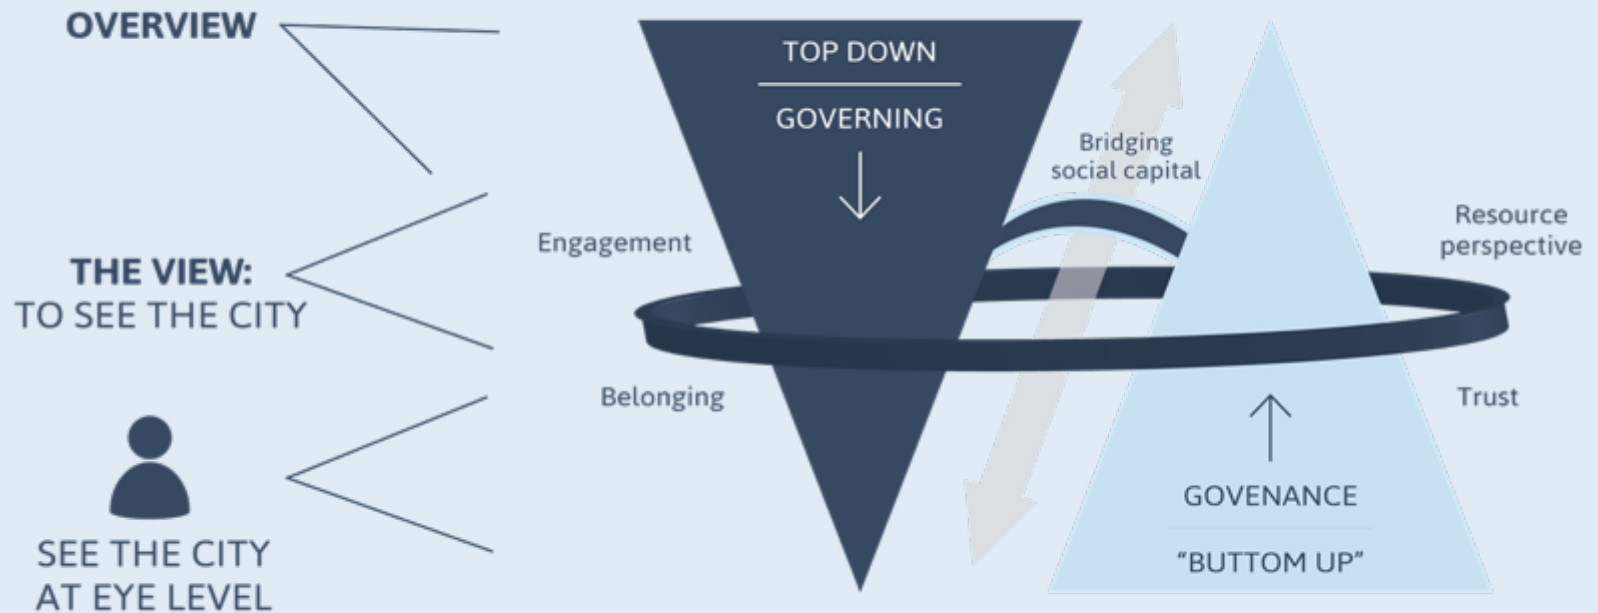 OVERVIEW
THE VIEW:
TO SEE THE CITY
SEE THE CITY
AT EYE LEVEL
TOP DOWN
GOVERNING
Engagement
Belonging
Bridging
social capital
Resource
perspective
Trust
GOVENANCE
“BUTTOM UP”